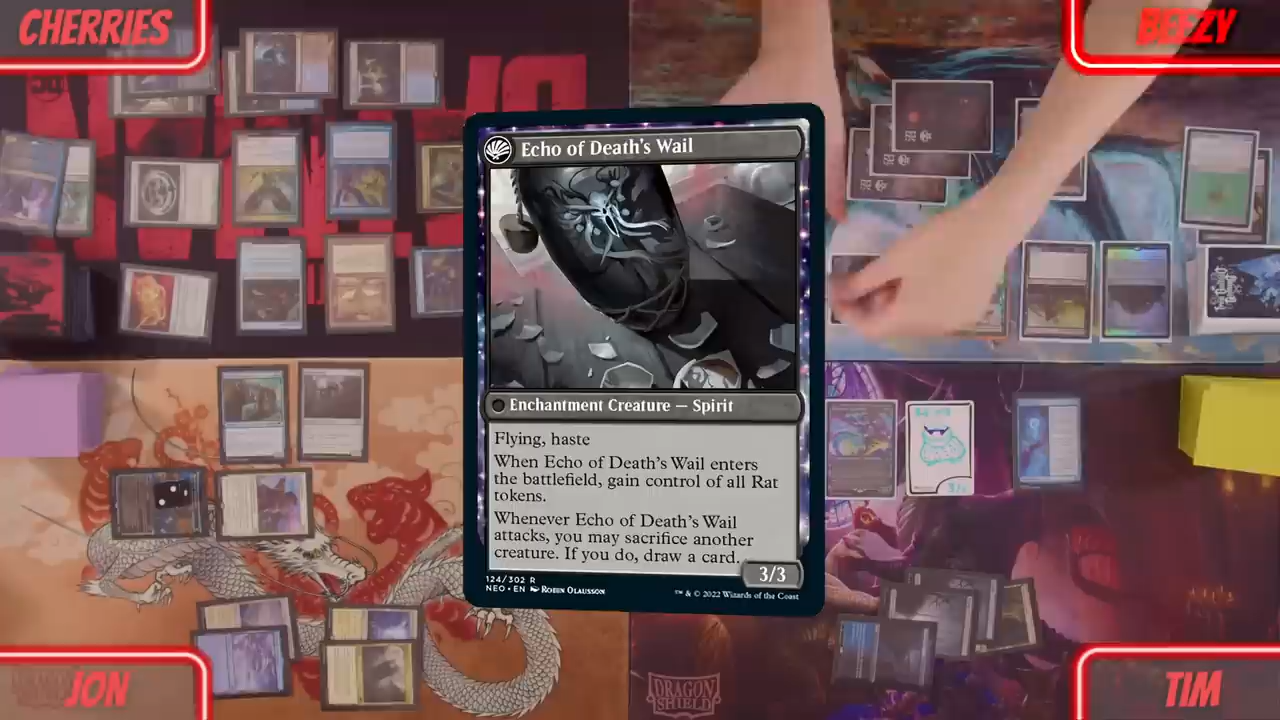 CHERRIES
BEEZY
Echo of Death's Wail
Enchantment Creature — Spirit
Flying, haste
When Echo of Death's Wail enters
the battlefield, gain control of all Rat
tokens.
Whenever Echo of Death's Wail
attacks, you may sacrifice another
creature. If you do, draw a card.
3/3
124/302 R
NEO • EN ROBIN OLAUSSON
™ & © 2022 Wizards of the Coast
JON
DRAGON
SHIELD
TIM